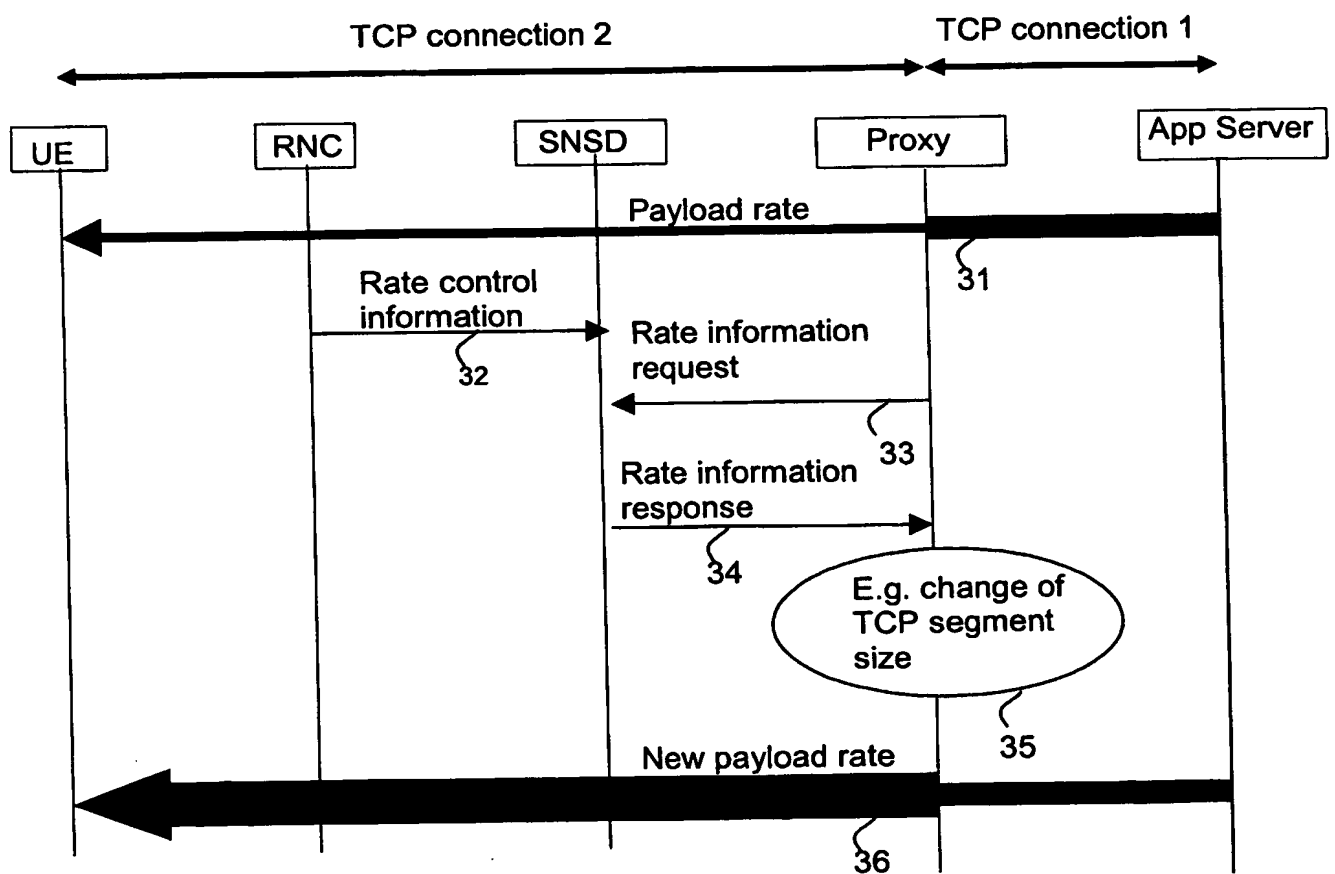 TCP connection 2
TCP connection 1
UE
RNC
SNSD
Proxy
App Server
Payload rate
31
Rate control
information
32
Rate information
request
33
Rate information
response
34
E.g. change of
TCP segment
size
35
New payload rate
36